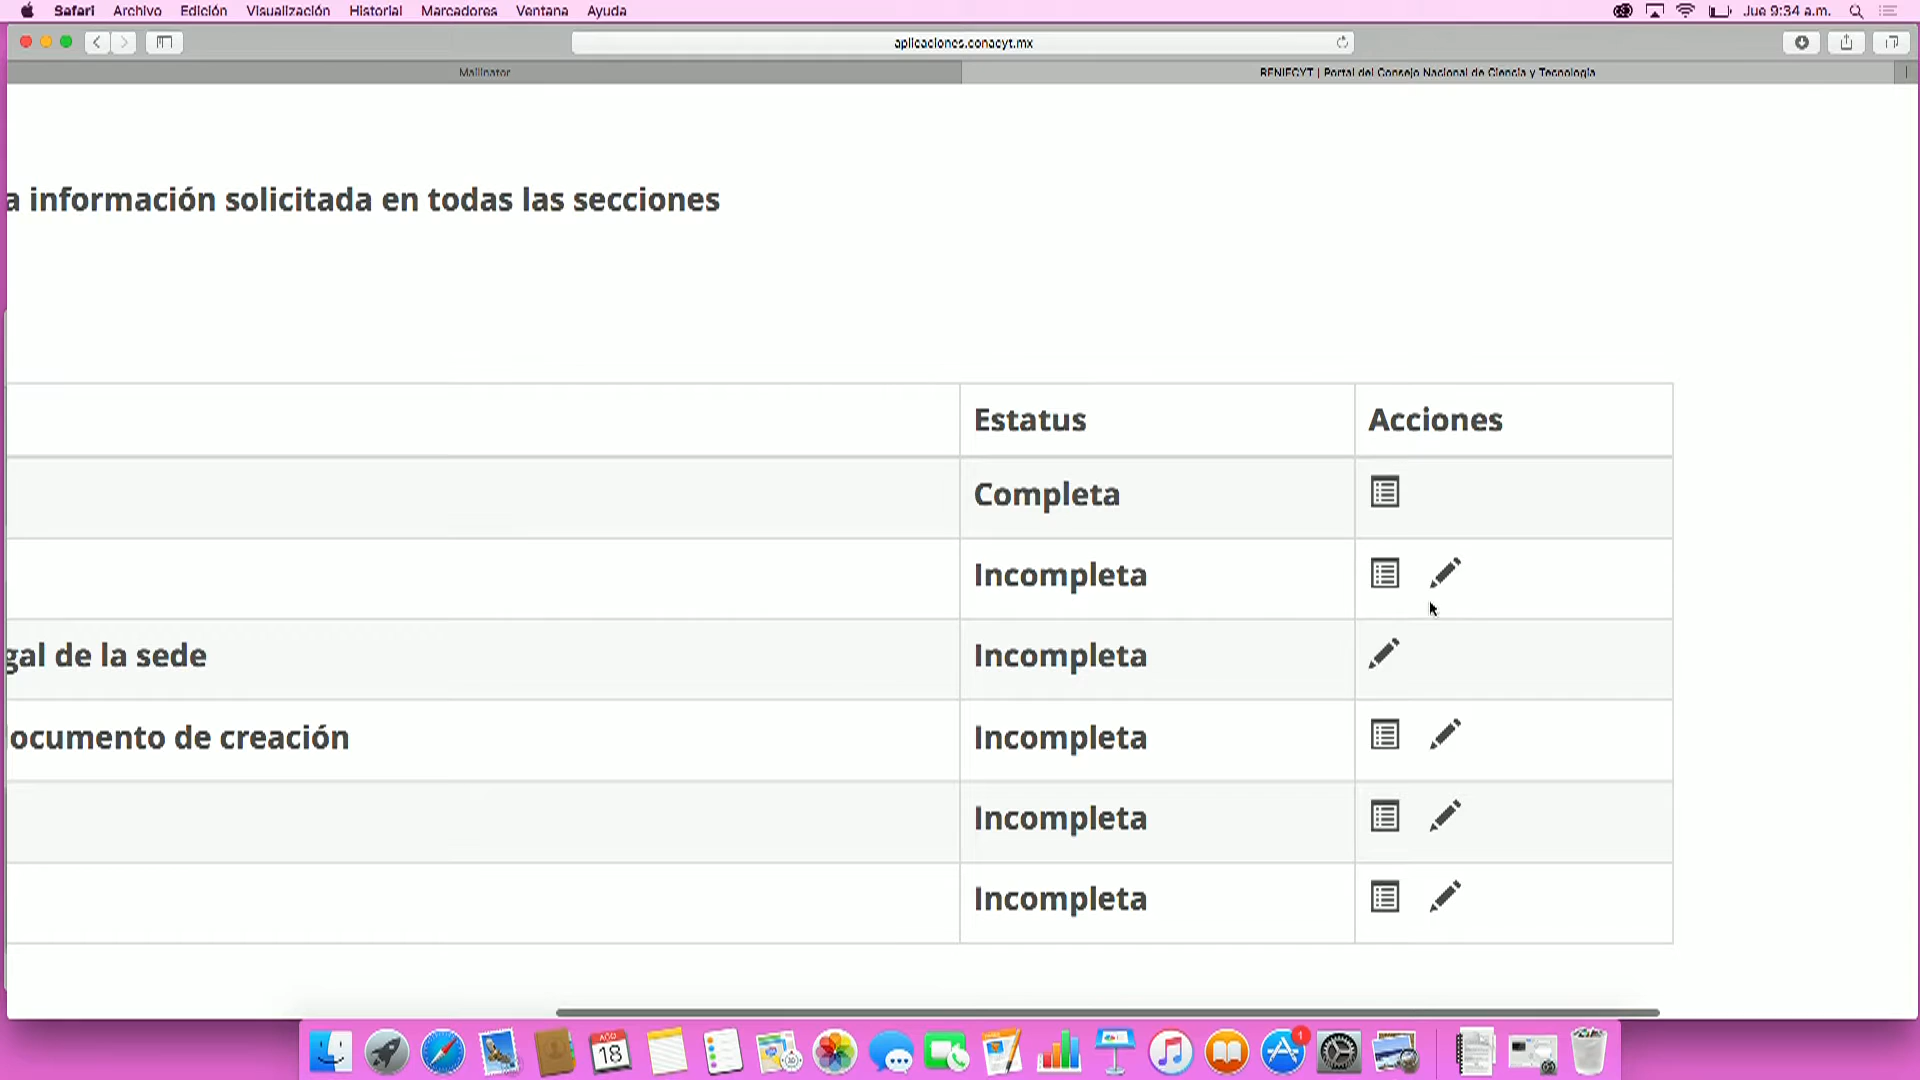 Safari Archivo Edición Visualización Historial Marcadores Ventana Ayuda Jue 9:34 a.m.
aplicaciones.conacyt.mx
Mailinator RENIECYT | Portal del Consejo Nacional de Ciencia y Tecnología
a información solicitada en todas las secciones
Estatus Acciones
Completa
Incompleta
gal de la sede Incompleta
ocumento de creación Incompleta
Incompleta
Incompleta
18
1